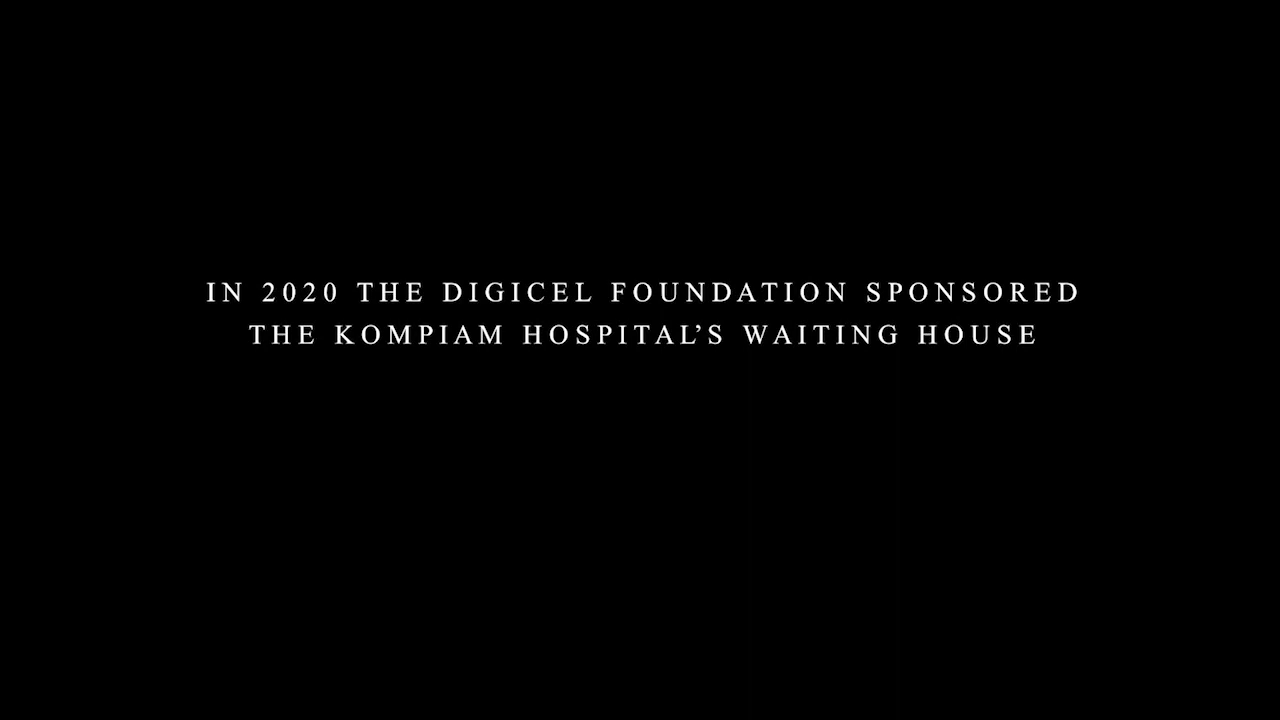 IN 2020 THE DIGICEL FOUNDATION SPONSORED
THE KOMPIAM HOSPITAL’S WAITING HOUSE